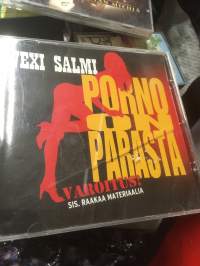 VEXI SALMI
PORNO
ON
PARASTA
VAROITUS!
SIS. RAAKAA MATERIAALIA